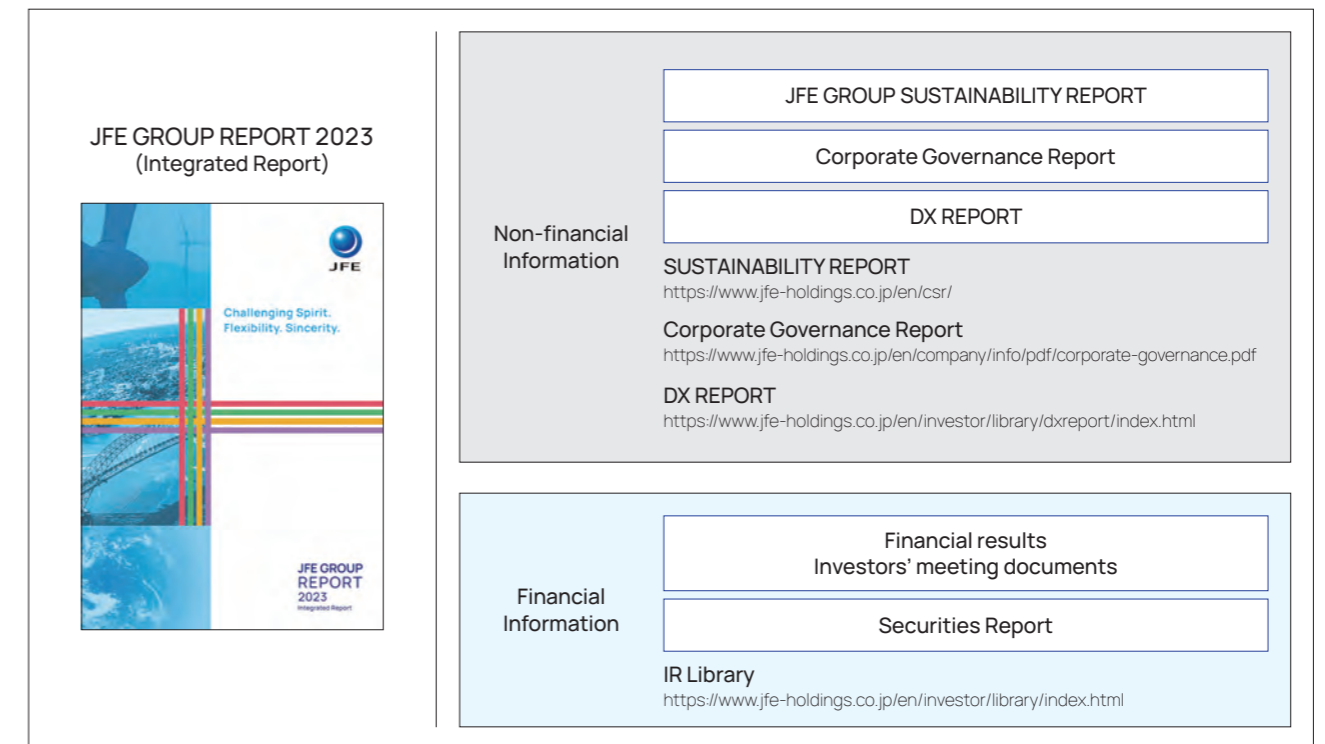 JFE GROUP REPORT 2023
(Integrated Report)
JFE
Challenging Spirit.
Flexibility. Sincerity.
JFE GROUP
REPORT
2023
Integrated Report
Non-financial
Information
JFE GROUP SUSTAINABILITY REPORT
Corporate Governance Report
DX REPORT
SUSTAINABILITY REPORT
https://www.jfe-holdings.co.jp/en/csr/
Corporate Governance Report
https://www.jfe-holdings.co.jp/en/company/info/pdf/corporate-governance.pdf
DX REPORT
https://www.jfe-holdings.co.jp/en/investor/library/dxreport/index.html
Financial
Information
Financial results
Investors’ meeting documents
Securities Report
IR Library
https://www.jfe-holdings.co.jp/en/investor/library/index.html